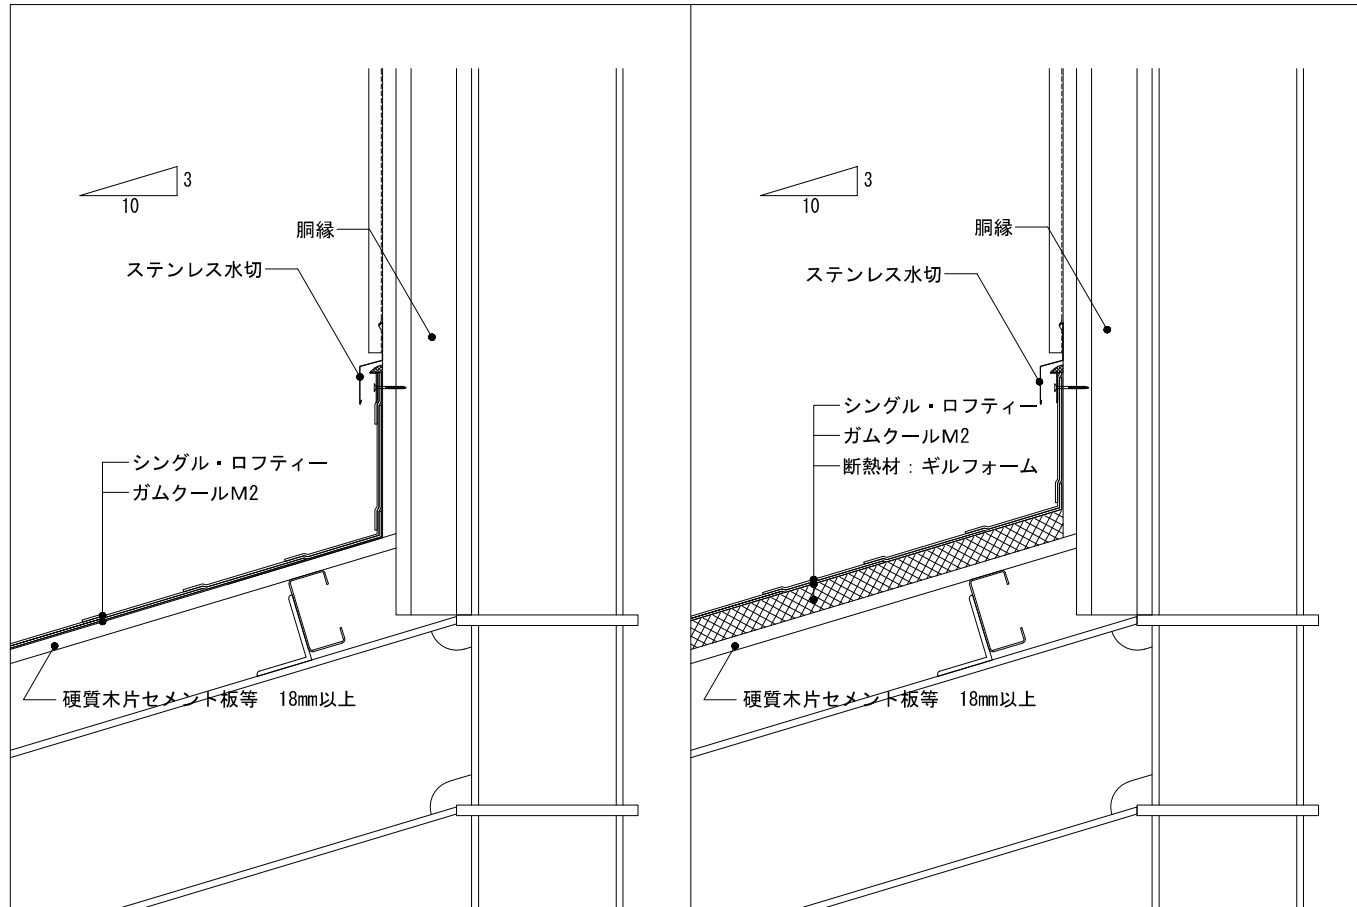 3
10
胴縁
ステンレス水切
シングル・ロフティー
ガムクールM2
硬質木片セメント板等　18mm以上
3
10
胴縁
ステンレス水切
シングル・ロフティー
ガムクールM2
断熱材：ギルフォーム
硬質木片セメント板等　18mm以上